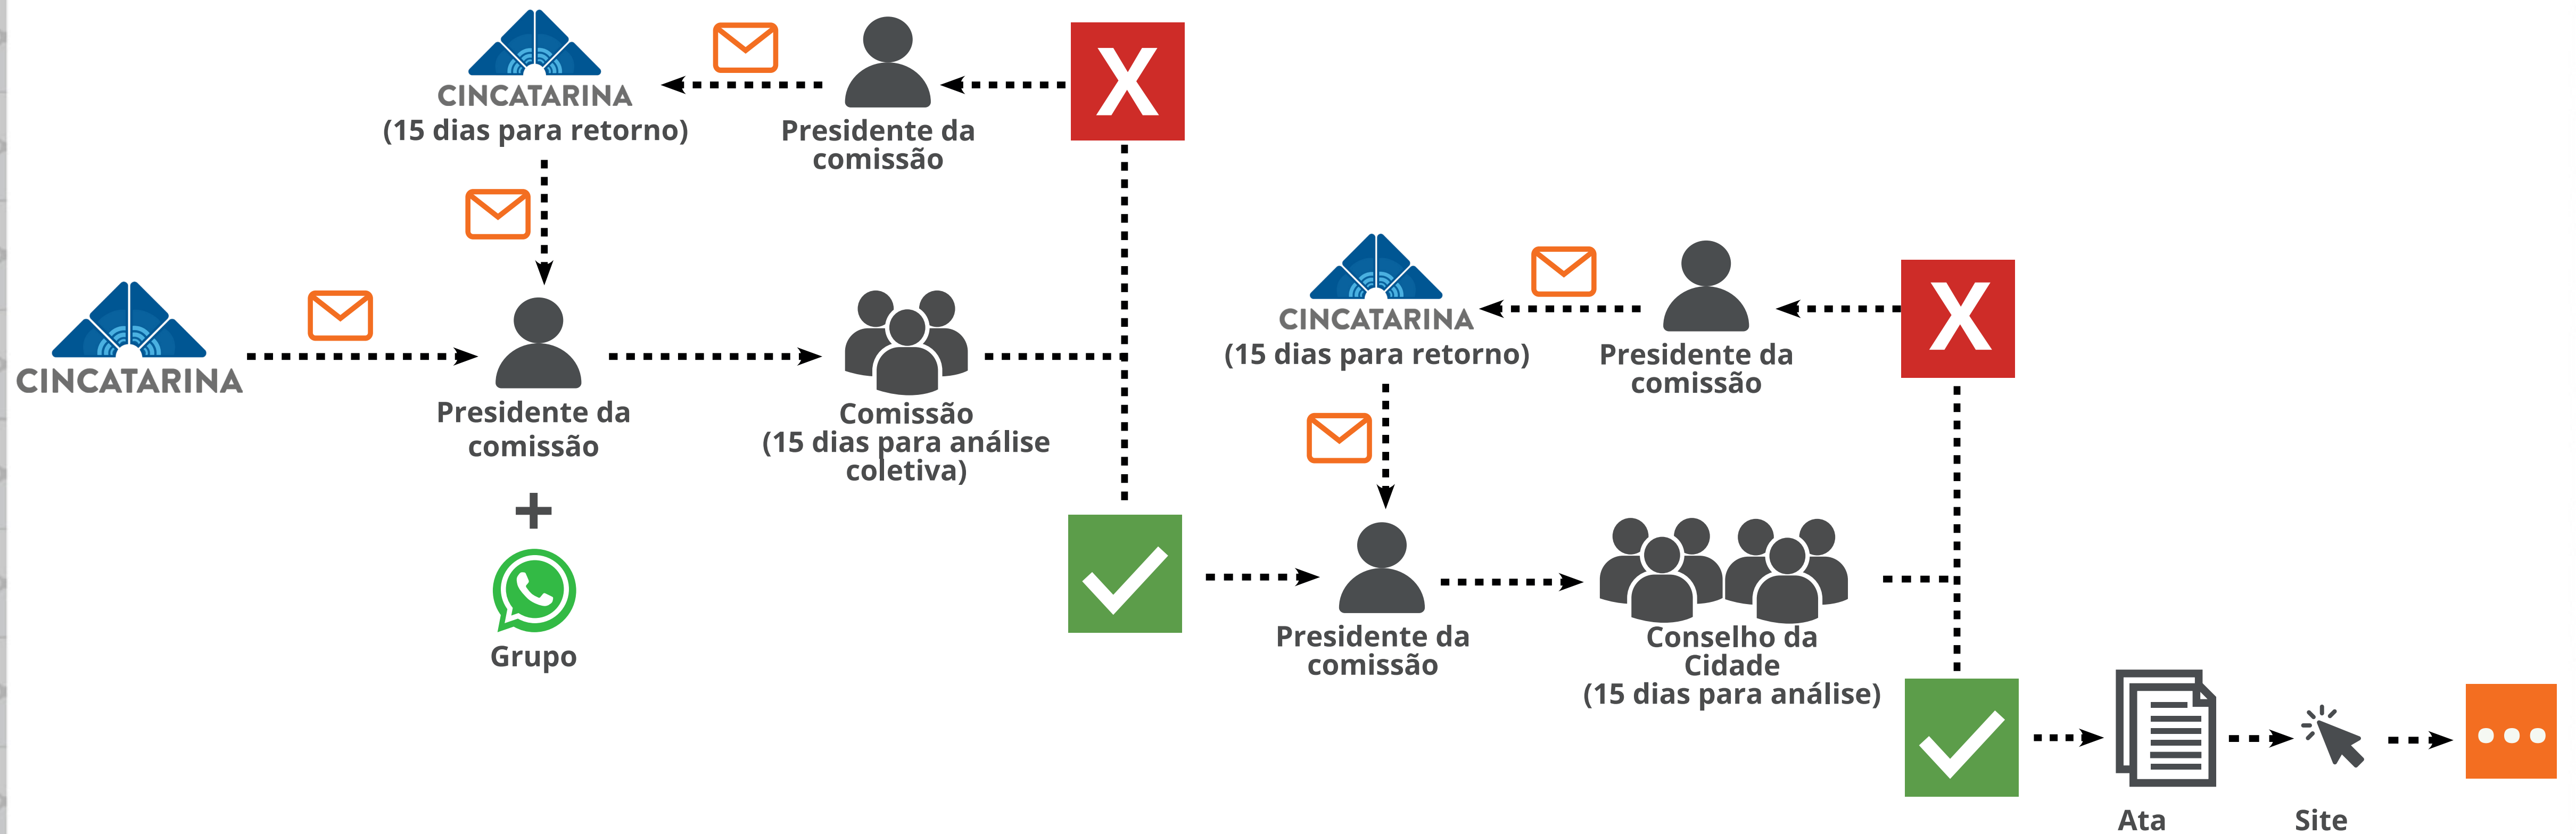 CINCATARINA
(15 dias para retorno)
Presidente da
comissão
X
CINCATARINA
Presidente da
comissão
+
Grupo
Comissão
(15 dias para análise
coletiva)
CINCATARINA
(15 dias para retorno)
Presidente da
comissão
X
Presidente da
comissão
Conselho da
Cidade
(15 dias para análise)
Ata
Site